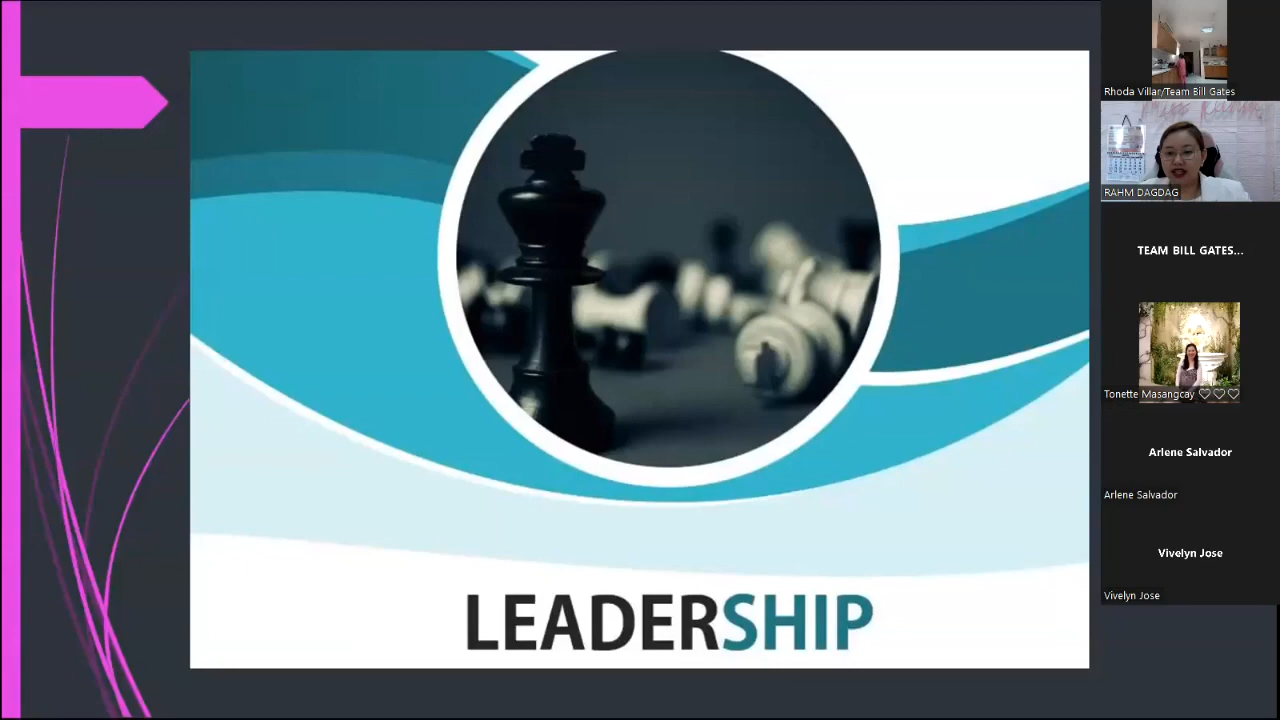 LEADERSHIP
Rhoda Villar/Team Bill Gates
RAHM DAGDAG
TEAM BILL GATES...
Tonette Masangcay ♡♡♡
Arlene Salvador
Arlene Salvador
Vivelyn Jose
Vivelyn Jose